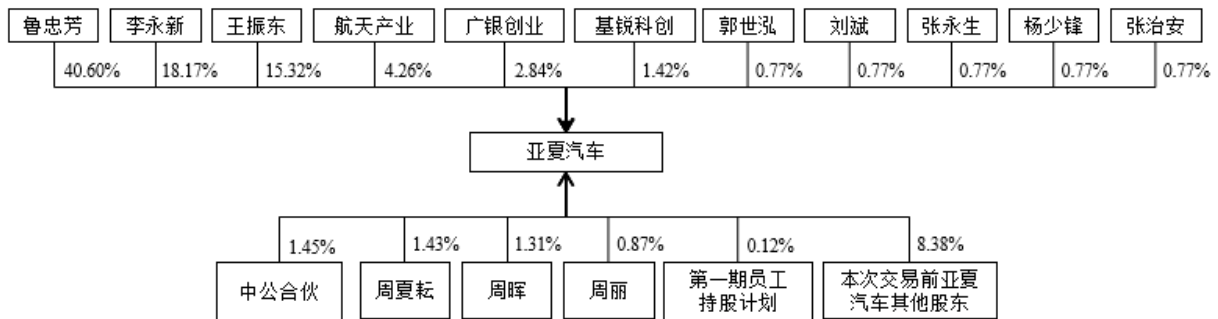 鲁忠芳
李永新
王振东
航天产业
广银创业
基锐科创
郭世泓
刘斌
张永生
杨少锋
张治安
40.60%
18.17%
15.32%
4.26%
2.84%
1.42%
0.77%
0.77%
0.77%
0.77%
0.77%
亚夏汽车
1.45%
1.43%
1.31%
0.87%
0.12%
8.38%
中公合伙
周夏耘
周晖
周丽
第一期员工
持股计划
本次交易前亚夏
汽车其他股东